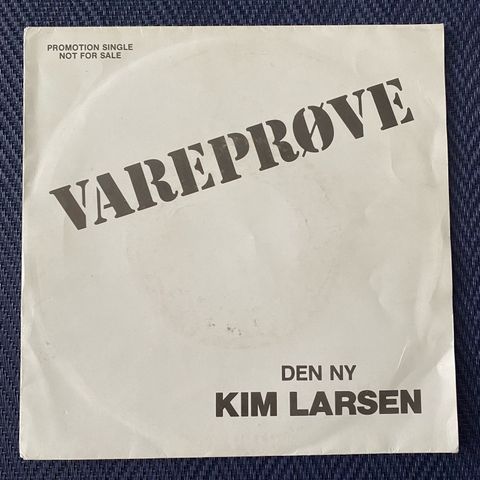 PROMOTION SINGLE
NOT FOR SALE
VAREPRØVE
DEN NY
KIM LARSEN